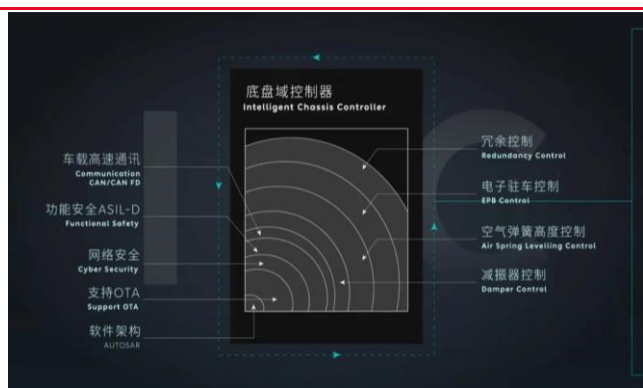 底盘域控制器
Intelligent Chassis Controller
车载高速通讯
Communication
CAN/CAN FD
功能安全ASIL-D
Functional Safety
网络安全
Cyber Security
支持OTA
Support OTA
软件架构
AUTOSAR
冗余控制
Redundancy Control
电子驻车控制
EPB Control
空气弹簧高度控制
Air Spring Levelling Control
减振器控制
Damper Control